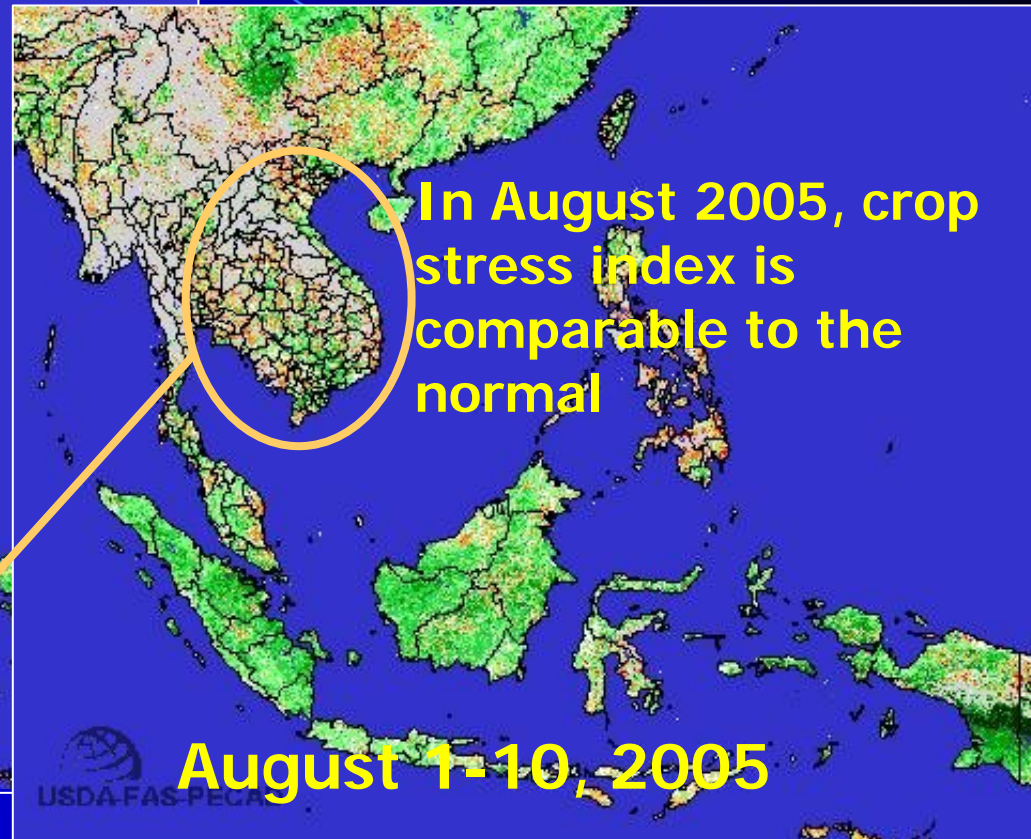 In August 2005, crop
stress index is
comparable to the
normal
August 1-10, 2005
USDA-FAS-PECAD